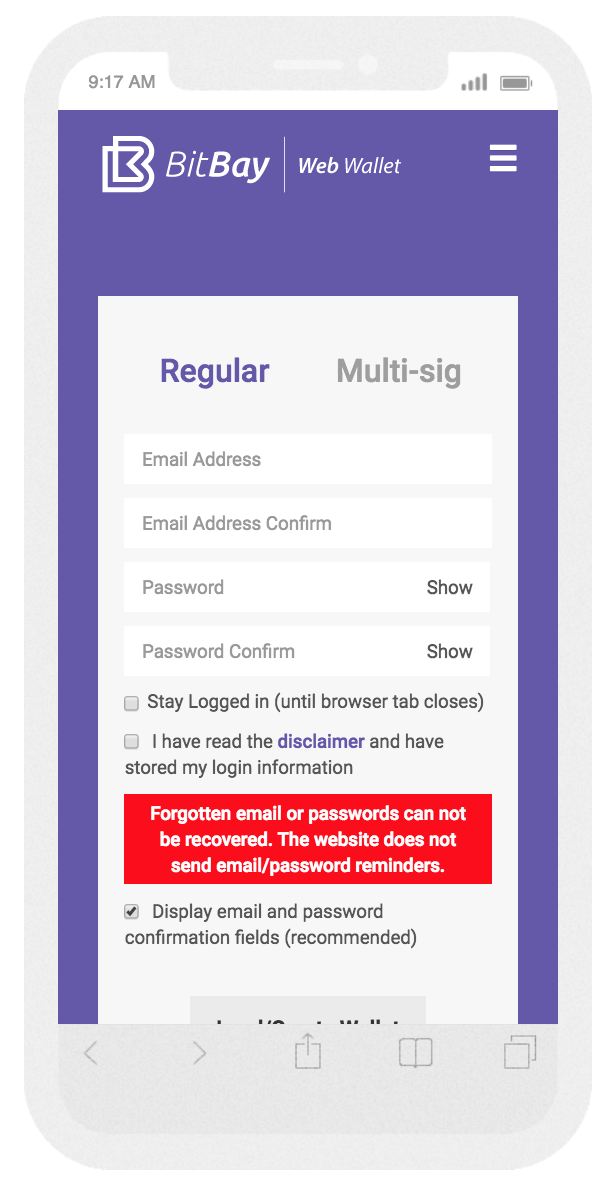 9:17 AM
BitBay Web Wallet
Regular Multi-sig
Email Address
Email Address Confirm
Password Show
Password Confirm Show
Stay Logged in (until browser tab closes)
I have read the disclaimer and have
stored my login information
Forgotten email or passwords can not
be recovered. The website does not
send email/password reminders.
Display email and password
confirmation fields (recommended)